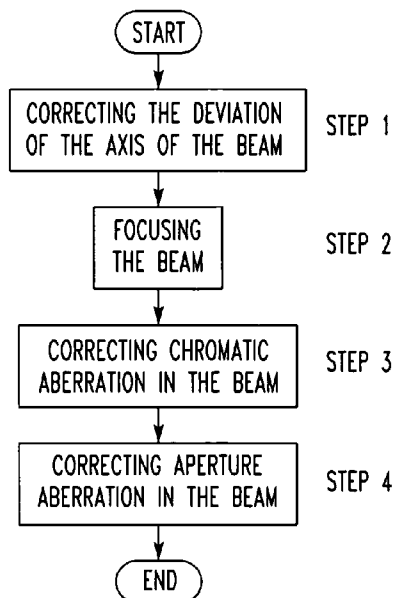 START
CORRECTING THE DEVIATION
OF THE AXIS OF THE BEAM
STEP 1
FOCUSING
THE BEAM
STEP 2
CORRECTING CHROMATIC
ABERRATION IN THE BEAM
STEP 3
CORRECTING APERTURE
ABERRATION IN THE BEAM
STEP 4
END